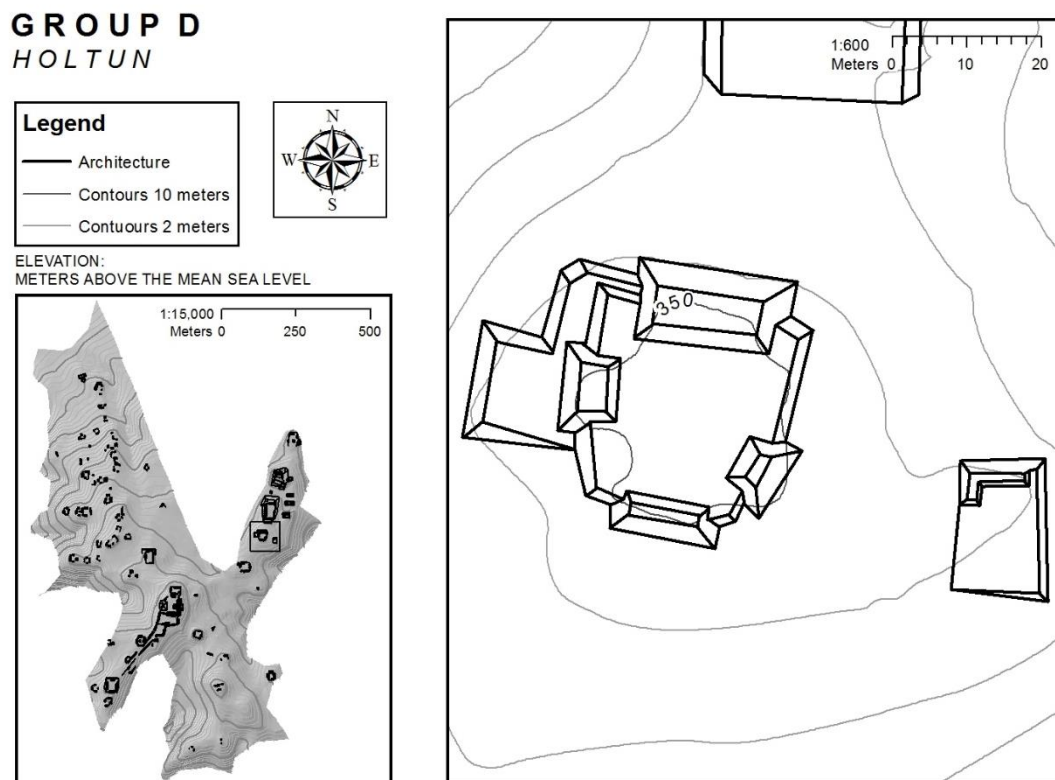 GROUP D
HOLTUN
Legend
Architecture
Contours 10 meters
Contuours 2 meters
N
W E
S
ELEVATION:
METERS ABOVE THE MEAN SEA LEVEL
1:15,000
Meters 0 250 500
1:600
Meters 0 10 20
350